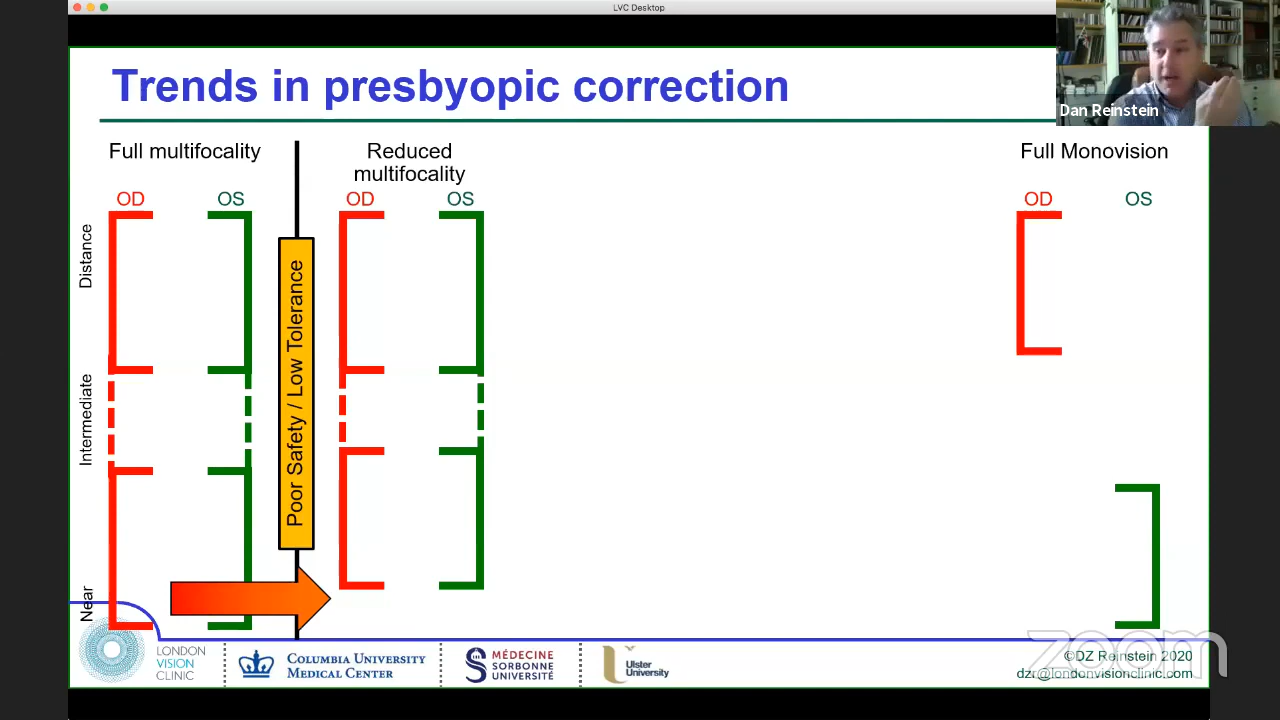 LVC Desktop
Trends in presbyopic correction
Dan Reinstein
Full multifocality
Reduced
multifocality
Full Monovision
OD
OS
OD
OS
OD
OS
Distance
Intermediate
Near
Poor Safety / Low Tolerance
LONDON
VISION
CLINIC
COLUMBIA UNIVERSITY
MEDICAL CENTER
MÉDECINE
SORBONNE
UNIVERSITÉ
Ulster
University
©DZ Reinstein 2020
dzr@londonvisionclinic.com
zoom